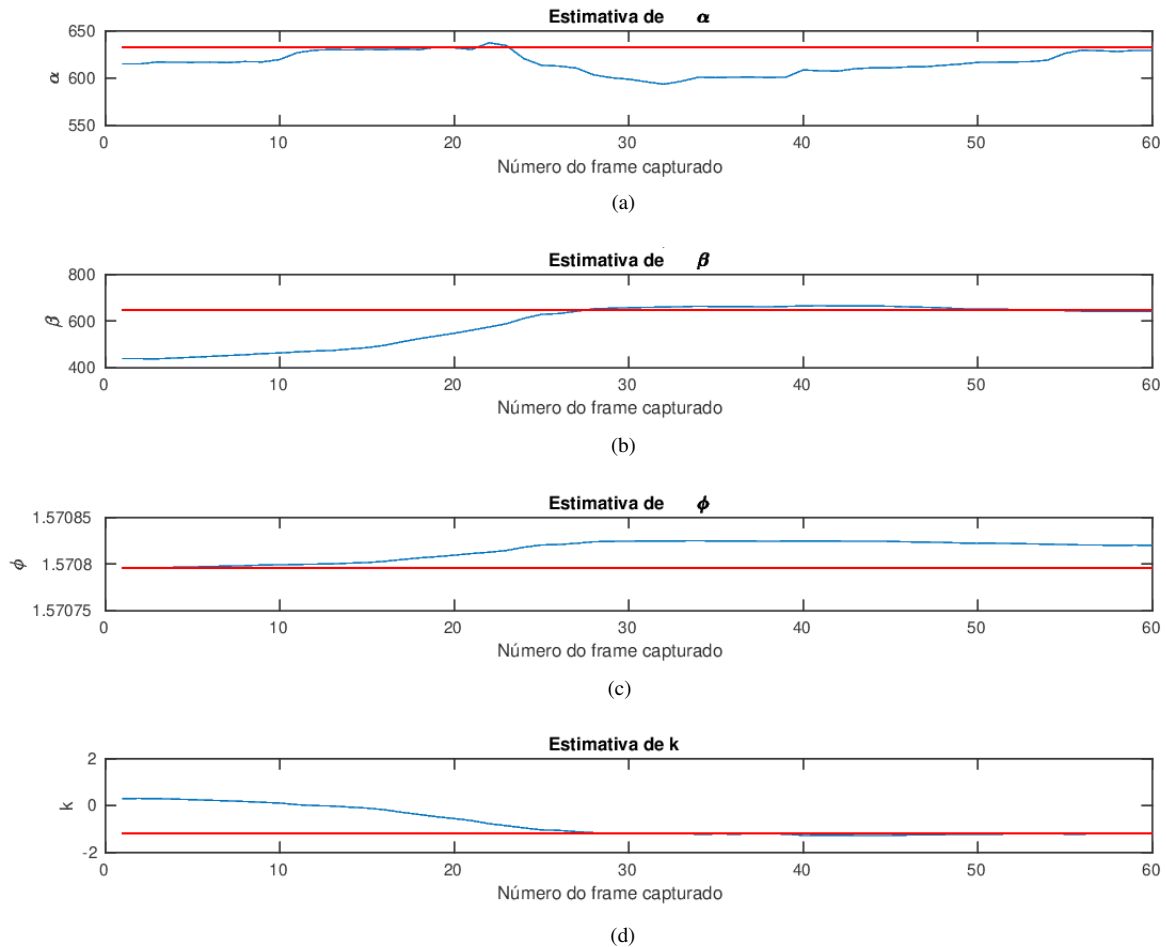 Estimativa de α
650
600
550
α
0 10 20 30 40 50 60
Número do frame capturado
(a)
Estimativa de β
800
600
400
β
0 10 20 30 40 50 60
Número do frame capturado
(b)
Estimativa de ϕ
1.57085
1.5708
1.57075
ϕ
0 10 20 30 40 50 60
Número do frame capturado
(c)
Estimativa de k
2
0
-2
k
0 10 20 30 40 50 60
Número do frame capturado
(d)